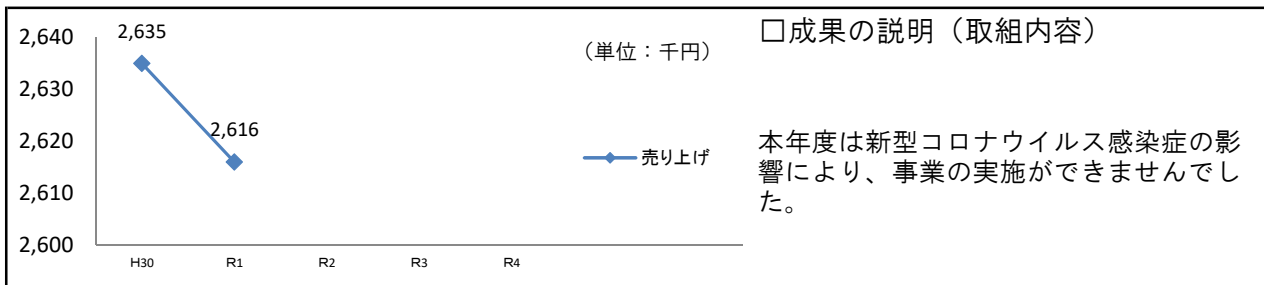 2,640
2,630
2,620
2,610
2,600
2,635
2,616
(単位:千円)
売り上げ
H30
R1
R2
R3
R4
□成果の説明(取組内容)
本年度は新型コロナウイルス感染症の影
響により、事業の実施ができませんでし
た。